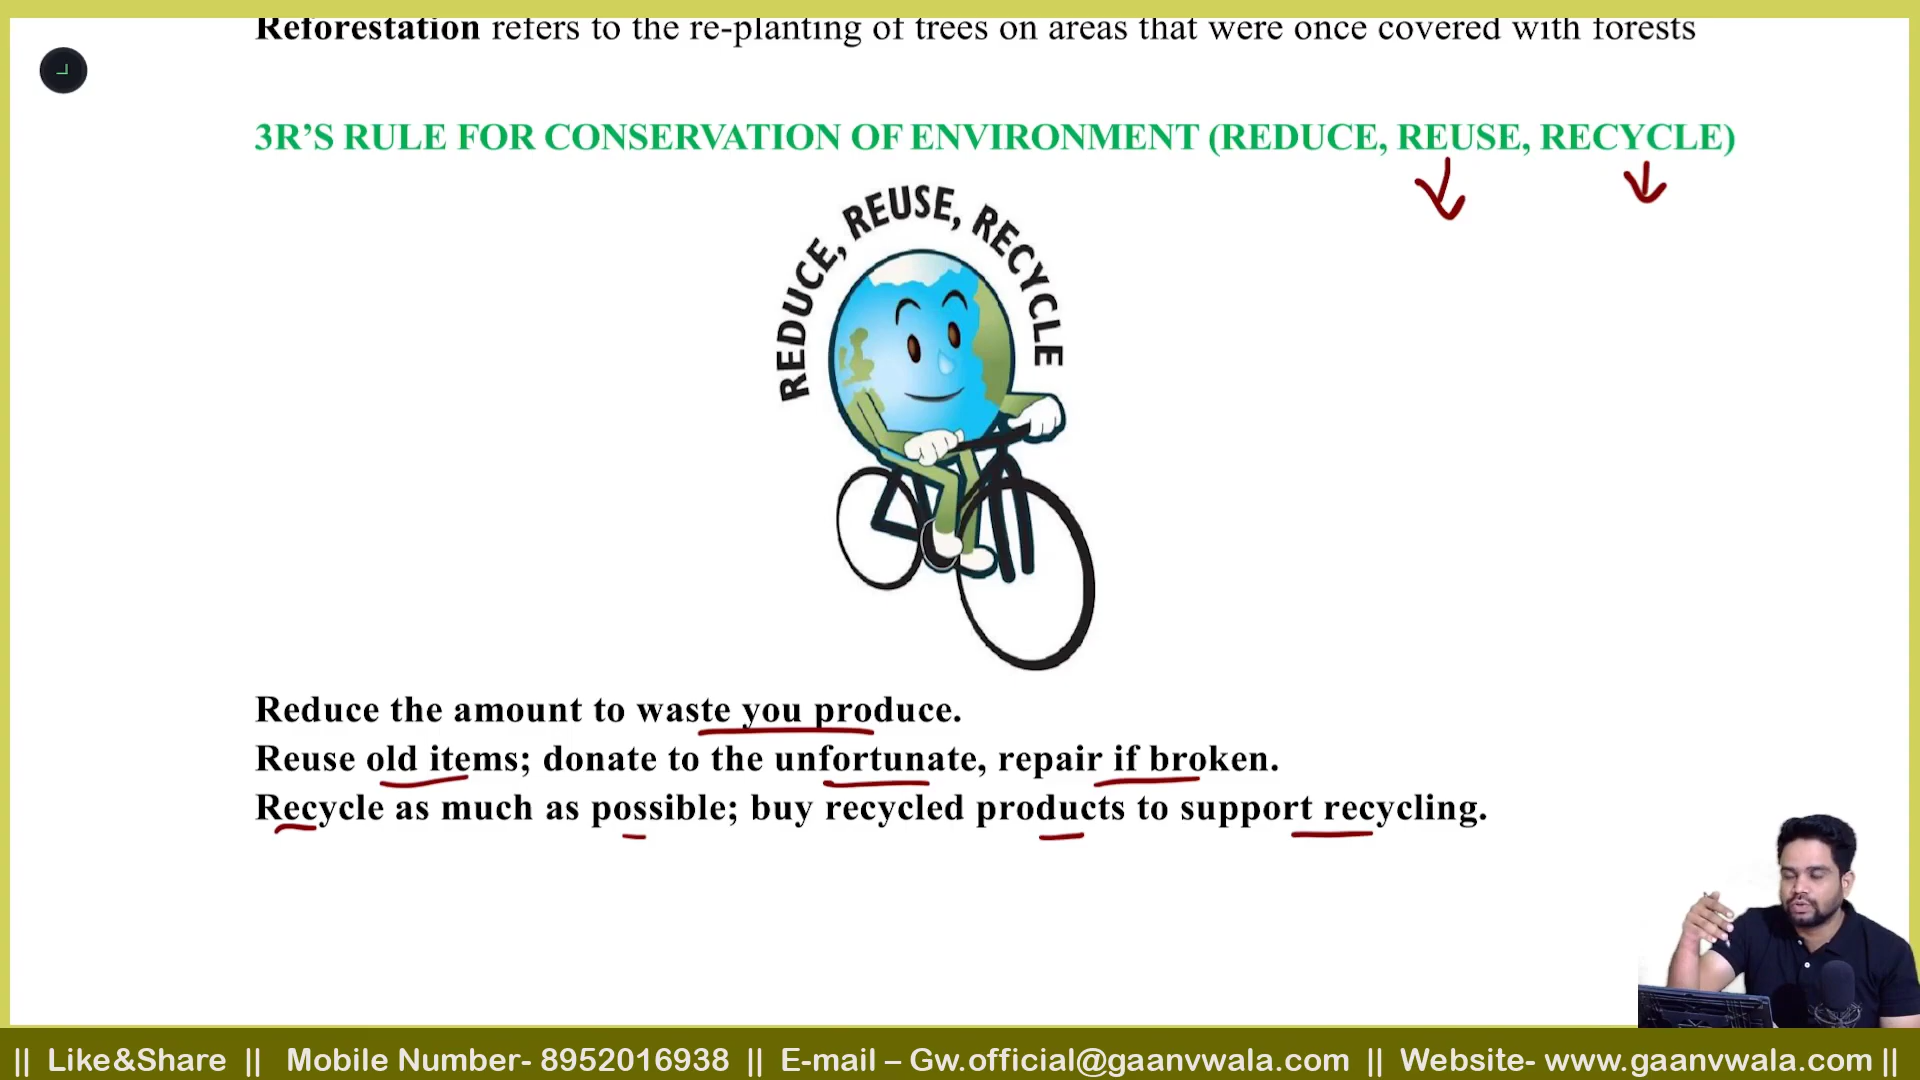 Reforestation refers to the re-planting of trees on areas that were once covered with forests
3R’S RULE FOR CONSERVATION OF ENVIRONMENT (REDUCE, REUSE, RECYCLE)
REDUCE, REUSE, RECYCLE
Reduce the amount to waste you produce.
Reuse old items; donate to the unfortunate, repair if broken.
Recycle as much as possible; buy recycled products to support recycling.
|| Like&Share || Mobile Number- 8952016938 || E-mail – Gw.official@gaanvwala.com || Website- www.gaanvwala.com ||